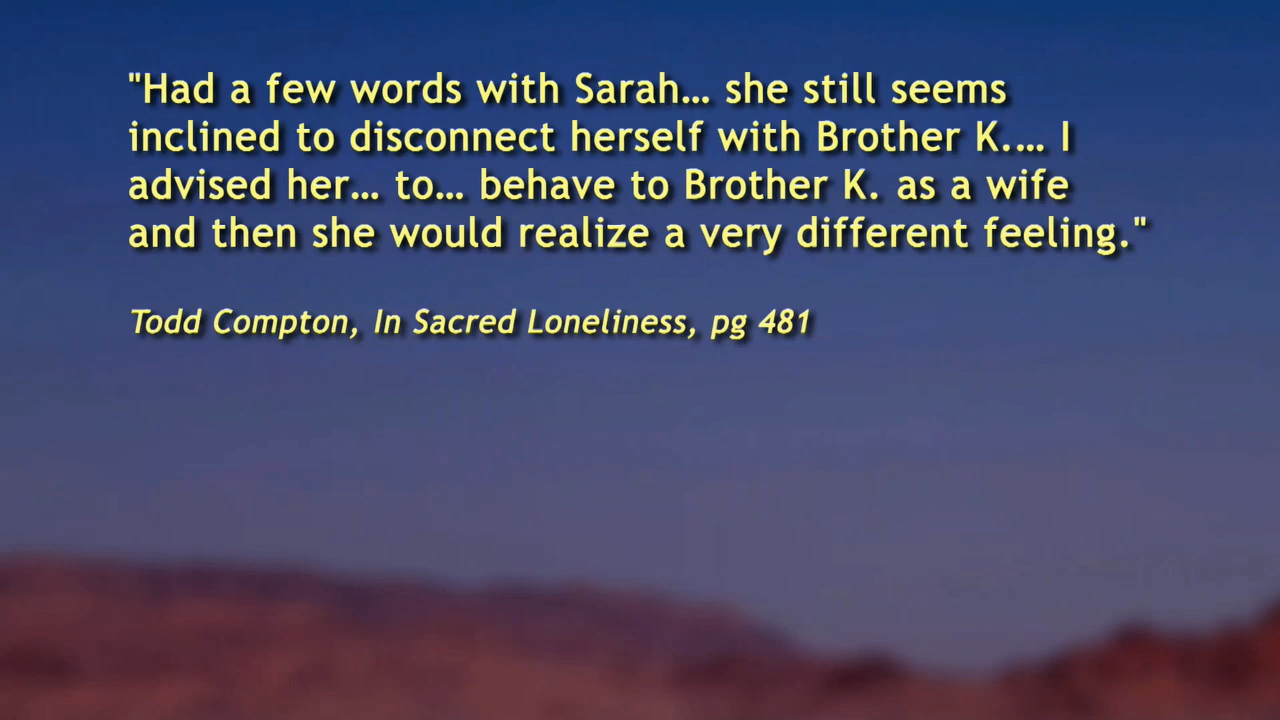 "Had a few words with Sarah… she still seems
inclined to disconnect herself with Brother K.… I
advised her… to… behave to Brother K. as a wife
and then she would realize a very different feeling."
Todd Compton, In Sacred Loneliness, pg 481